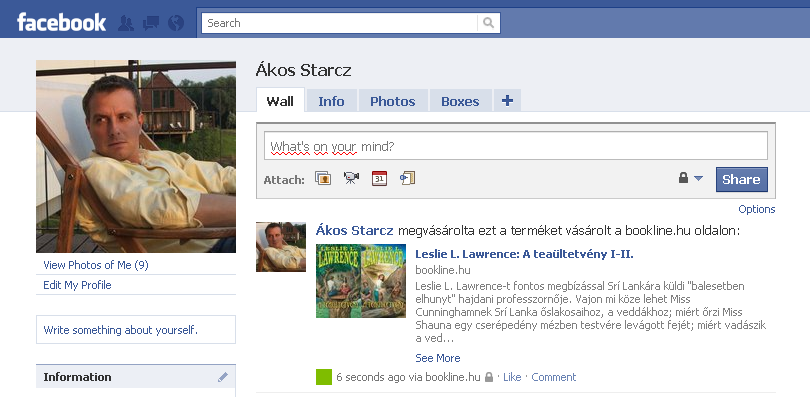 facebook
Search
Ákos Starcz
Wall Info Photos Boxes +
What's on your mind?
Attach: 31 Share
Options
View Photos of Me (9)
Edit My Profile
Write something about yourself.
Information
Ákos Starcz megvásárolta ezt a terméket vásárolt a bookline.hu oldalon:
LESLIE L. LAWRENCE LESLIE L. LAWRENCE
Leslie L. Lawrence: A teaültetvény I-II.
bookline.hu
Leslie L. Lawrence-t fontos megbízással Srí Lankára küldi "balesetben
elhunyt" hajdani professzornője. Vajon mi köze lehet Miss
Cunninghamnek Srí Lanka őslakosaihoz, a veddákhoz; miért őrzi Miss
Shauna egy cserépedény mézben testvére levágott fejét; miért vadászik
a ved...
See More
6 seconds ago via bookline.hu · Like · Comment